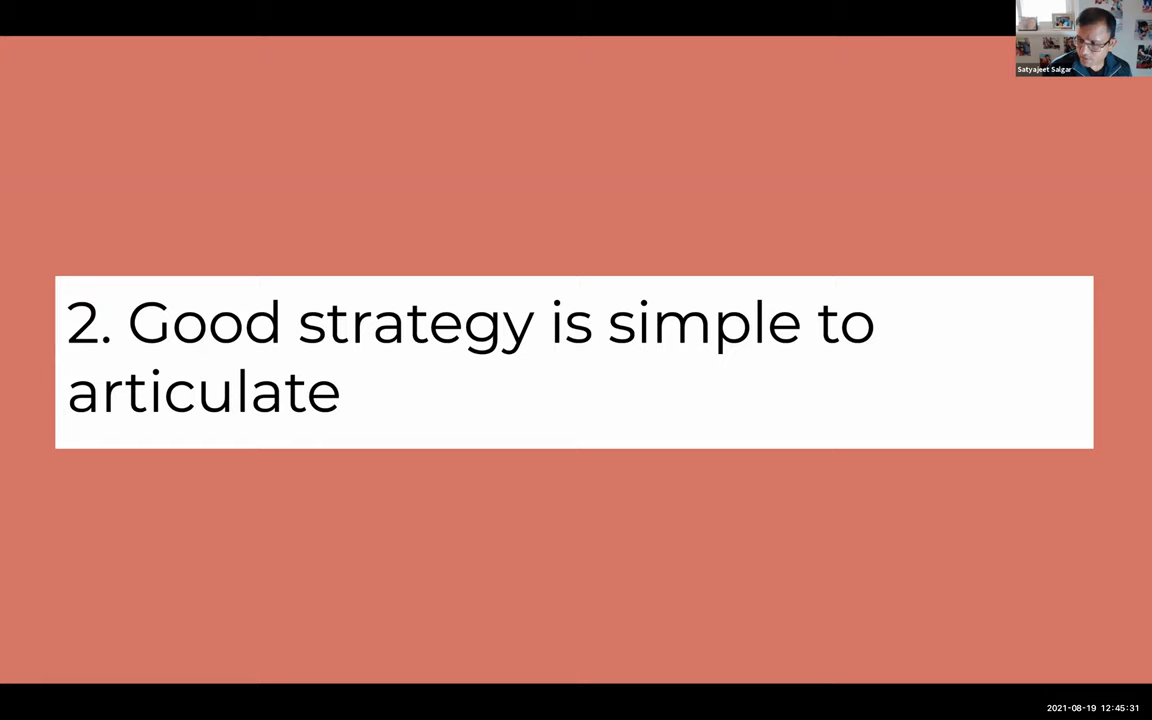 Satyajeet Salgar
2. Good strategy is simple to
articulate
2021-08-19 12:45:31